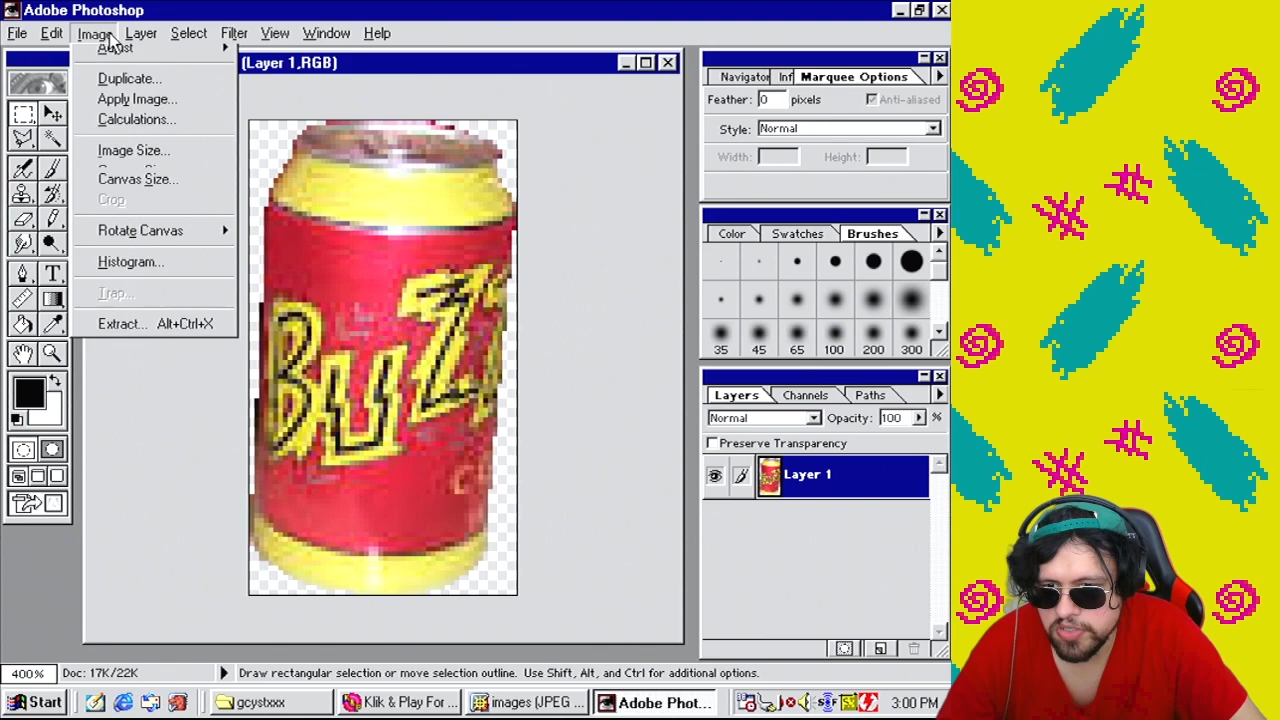 Adobe Photoshop
File Edit Image Layer Select Filter View Window Help
(Layer 1,RGB)
Adjust
Duplicate...
Apply Image...
Calculations...
Image Size...
Canvas Size...
Crop
Rotate Canvas
Histogram...
Trap...
Extract... Alt+Ctrl+X
Navigator Inf Marquee Options
Feather: 0 pixels Anti-aliased
Style: Normal
Width: Height:
Color Swatches Brushes
35 45 65 100 200 300
Layers Channels Paths
Normal Opacity: 100 %
Preserve Transparency
Layer 1
400% Doc: 17K/22K Draw rectangular selection or move selection outline. Use Shift, Alt, and Ctrl for additional options.
Start gcystxxx Klik & Play For ... images (JPEG ... Adobe Phot... 3:00 PM